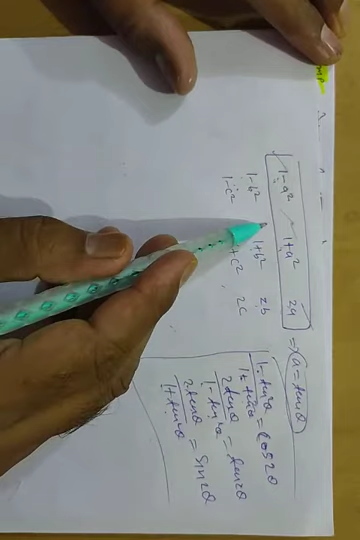 1-a² 1+a² 2a ⇒ a = tanθ
1-b² 1+b² 2b
1-c² +c² 2c
1-tan²θ / 1+tan²θ = cos2θ
2tanθ / 1-tan²θ = tan2θ
2tanθ / 1+tan²θ = sin2θ